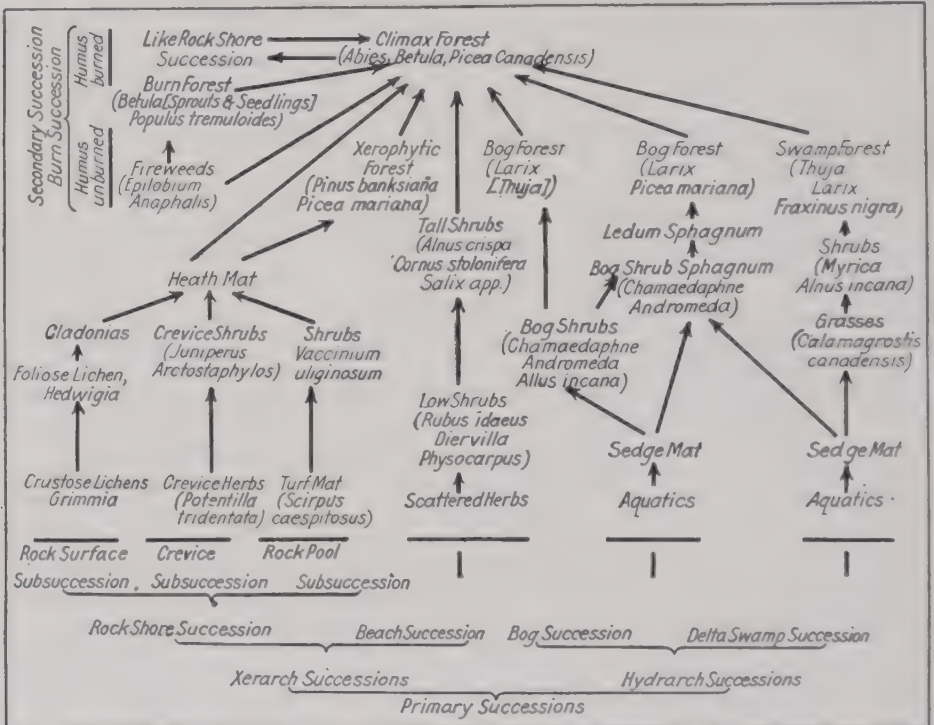 Secondary Succession
Burn Succession
Humus
burned
Humus
unburned
Like Rock Shore
Succession
Climax Forest
(Abies, Betula, Picea Canadensis)
Burn Forest
(Betula [Sprouts & Seedlings]
Populus tremuloides)
Fireweeds
(Epilobium
Anaphalis)
Xerophytic
Forest
(Pinus banksiana
Picea mariana)
Bog Forest
(Larix
[Thuja])
Bog Forest
(Larix
Picea mariana)
Swamp Forest
(Thuja
Larix
Fraxinus nigra)
Heath Mat
Tall Shrubs
(Alnus crispa
Cornus stolonifera
Salix app.)
Ledum Sphagnum
Bog Shrub Sphagnum
(Chamaedaphne
Andromeda)
Shrubs
(Myrica
Alnus incana)
Cladonias
Crevice Shrubs
(Juniperus
Arctostaphylos)
Shrubs
Vaccinium
uliginosum
Bog Shrubs
(Chamaedaphne
Andromeda
Allus incana)
Grasses
(Calamagrostis
canadensis)
Foliose Lichen,
Hedwigia
Low Shrubs
(Rubus idaeus
Diervilla
Physocarpus)
Sedge Mat
Sedge Mat
Crustose Lichens
Grimmia
Crevice Herbs
(Potentilla
tridentata)
Turf Mat
(Scirpus
caespitosus)
Scattered Herbs
Aquatics
Aquatics
Rock Surface
Subsuccession,
Crevice
Subsuccession
Rock Pool
Subsuccession
Rock Shore Succession
Beach Succession
Bog Succession
Delta Swamp Succession
Xerarch Successions
Hydrarch Successions
Primary Successions